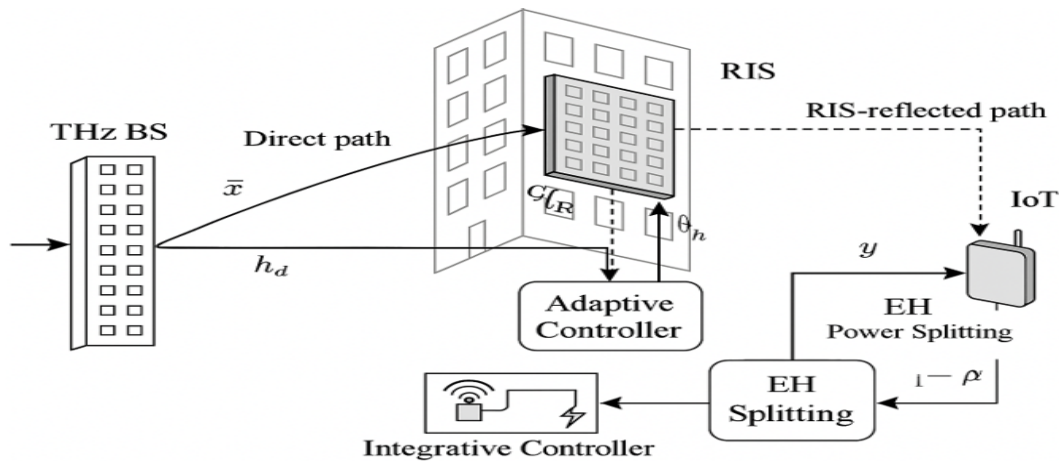 RIS
THz BS
Direct path
RIS-reflected path
x̄
IoT
h_d
θ_h
y
Adaptive
Controller
EH
Power Splitting
EH
Splitting
Integrative Controller